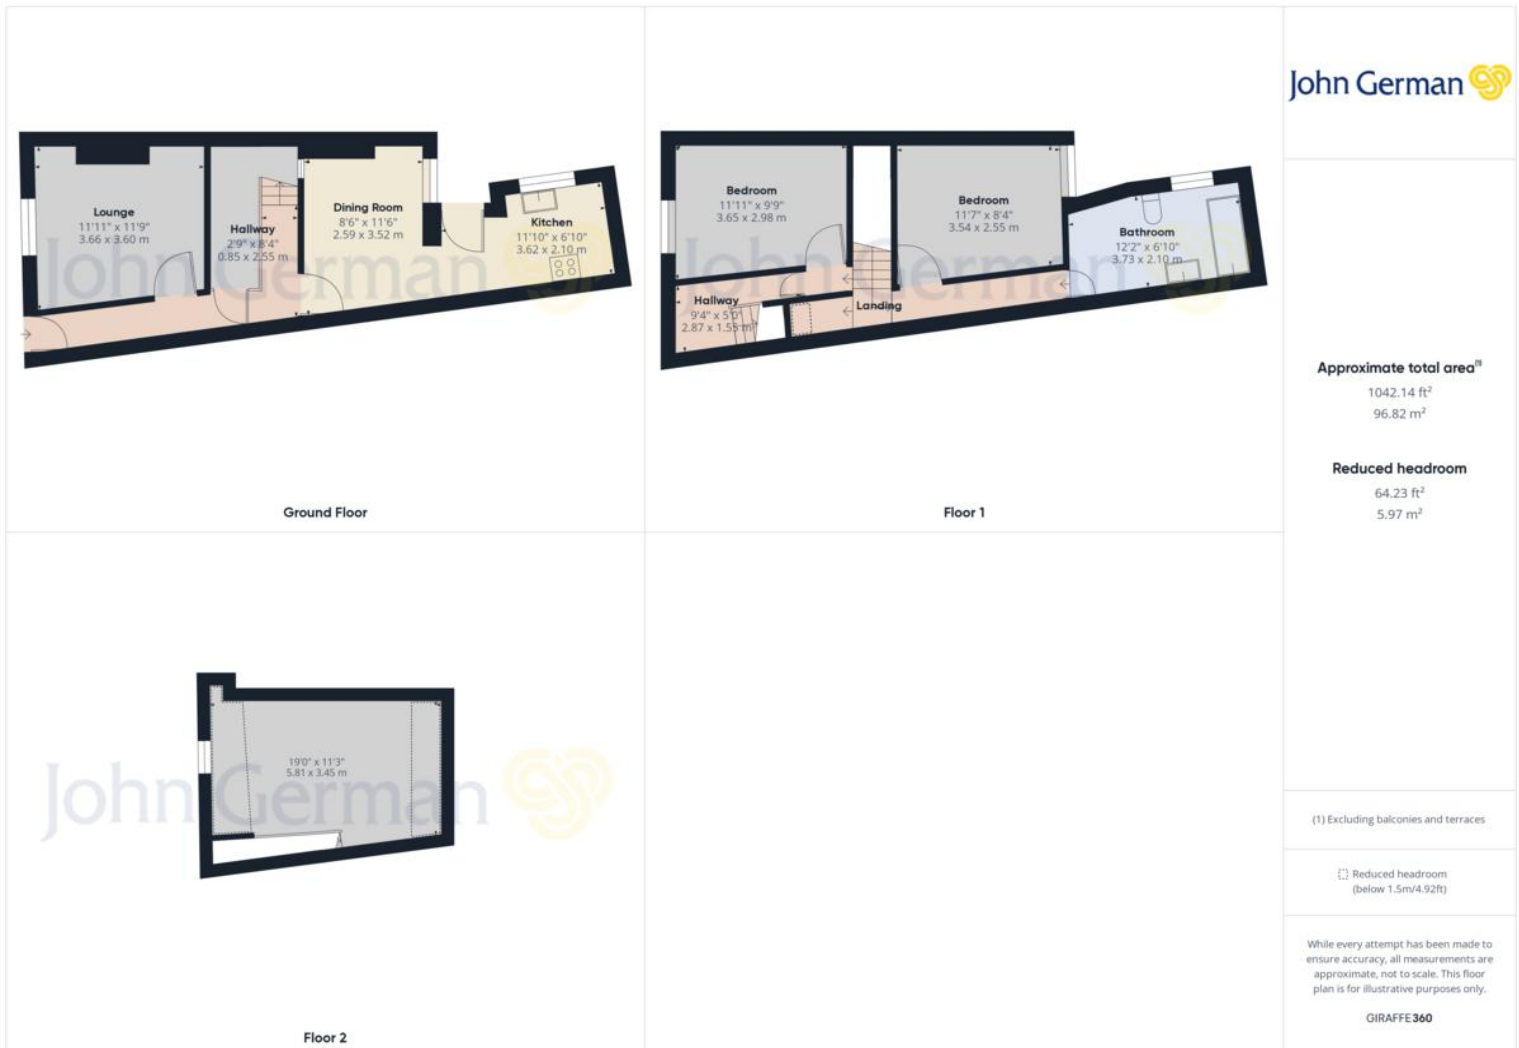 John German
Lounge
11'11" x 11'9"
3.66 x 3.60 m
Hallway
2'9" x 8'4"
0.85 x 2.55 m
Dining Room
8'6" x 11'6"
2.59 x 3.52 m
Kitchen
11'10" x 6'10"
3.62 x 2.10 m
John German
Ground Floor
Bedroom
11'11" x 9'9"
3.65 x 2.98 m
Bedroom
11'7" x 8'4"
3.54 x 2.55 m
Bathroom
12'2" x 6'10"
3.73 x 2.10 m
Hallway
9'4" x 5'0"
2.87 x 1.55 m
Landing
John German
Floor 1
19'0" x 11'3"
5.81 x 3.45 m
John German
Floor 2
Approximate total area(1)
1042.14 ft²
96.82 m²
Reduced headroom
64.23 ft²
5.97 m²
(1) Excluding balconies and terraces
Reduced headroom
(below 1.5m/4.92ft)
While every attempt has been made to
ensure accuracy, all measurements are
approximate, not to scale. This floor
plan is for illustrative purposes only.
GIRAFFE360